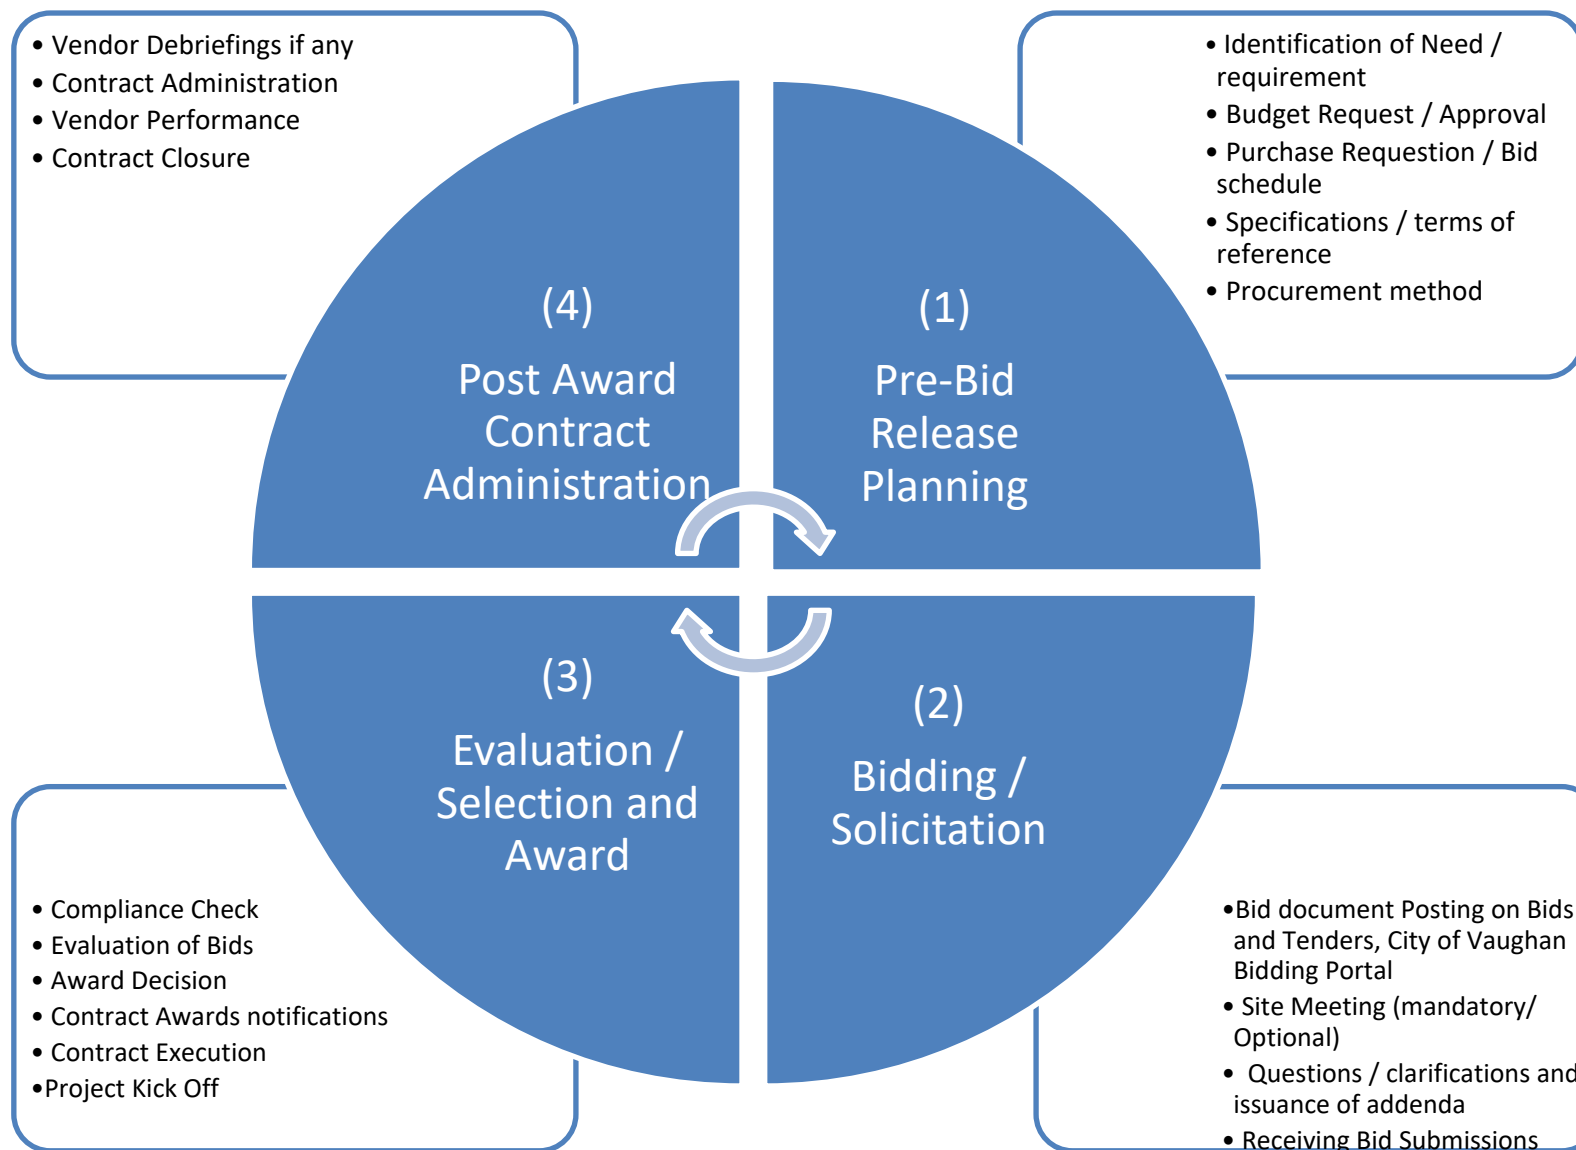 • Vendor Debriefings if any
• Contract Administration
• Vendor Performance
• Contract Closure
• Identification of Need /
requirement
• Budget Request / Approval
• Purchase Requestion / Bid
schedule
• Specifications / terms of
reference
• Procurement method
(4)
Post Award
Contract
Administration
(1)
Pre-Bid
Release
Planning
(3)
Evaluation /
Selection and
Award
(2)
Bidding /
Solicitation
• Compliance Check
• Evaluation of Bids
• Award Decision
• Contract Awards notifications
• Contract Execution
•Project Kick Off
•Bid document Posting on Bids
and Tenders, City of Vaughan
Bidding Portal
• Site Meeting (mandatory/
Optional)
• Questions / clarifications and
issuance of addenda
• Receiving Bid Submissions